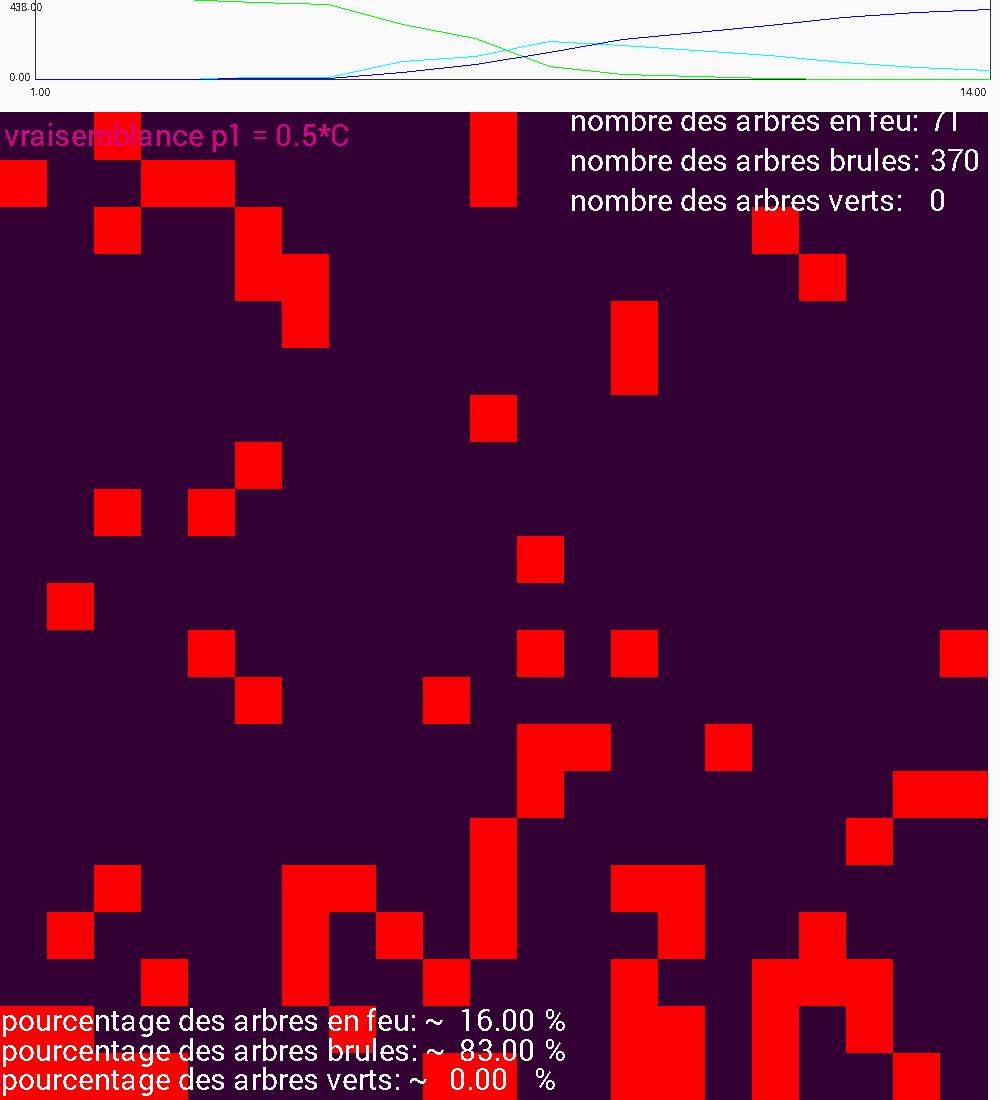 438.00
0.00
1.00 14.00
vraisemblance p1 = 0.5*C
nombre des arbres en feu: 71
nombre des arbres brules: 370
nombre des arbres verts: 0
pourcentage des arbres en feu: ~ 16.00 %
pourcentage des arbres brules: ~ 83.00 %
pourcentage des arbres verts: ~ 0.00 %